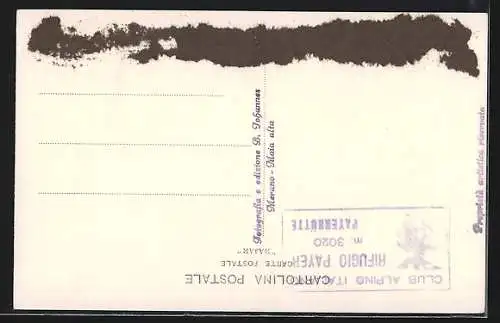 CARTOLINA POSTALE
CARTE POSTALE
Fotografia e edizione B. Johannes
Merano - Maia alta
Proprietà artistica riservata
CLUB ALPINO ITALIANO
RIFUGIO PAYER
m. 3020
PAYERHÜTTE